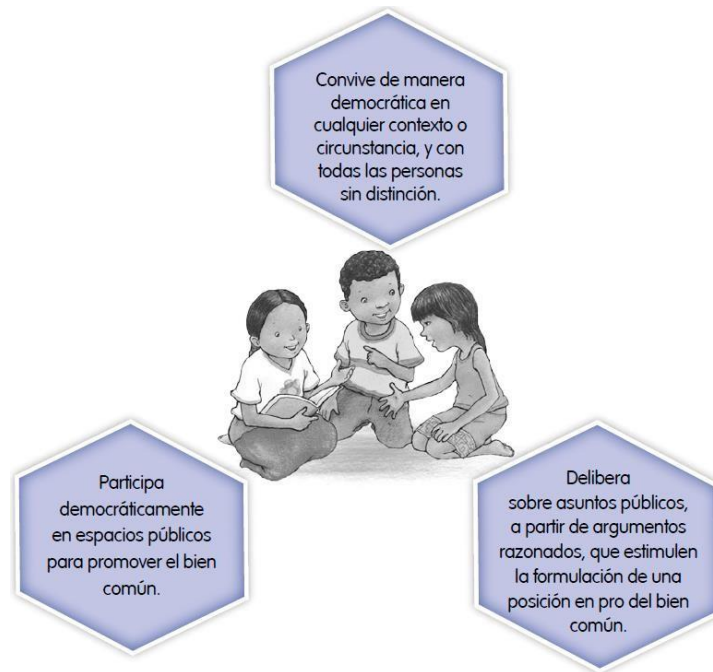 Convive de manera
democrática en
cualquier contexto o
circunstancia, y con
todas las personas
sin distinción.
Participa
democráticamente
en espacios públicos
para promover el bien
común.
Delibera
sobre asuntos públicos,
a partir de argumentos
razonados, que estimulen
la formulación de una
posición en pro del bien
común.